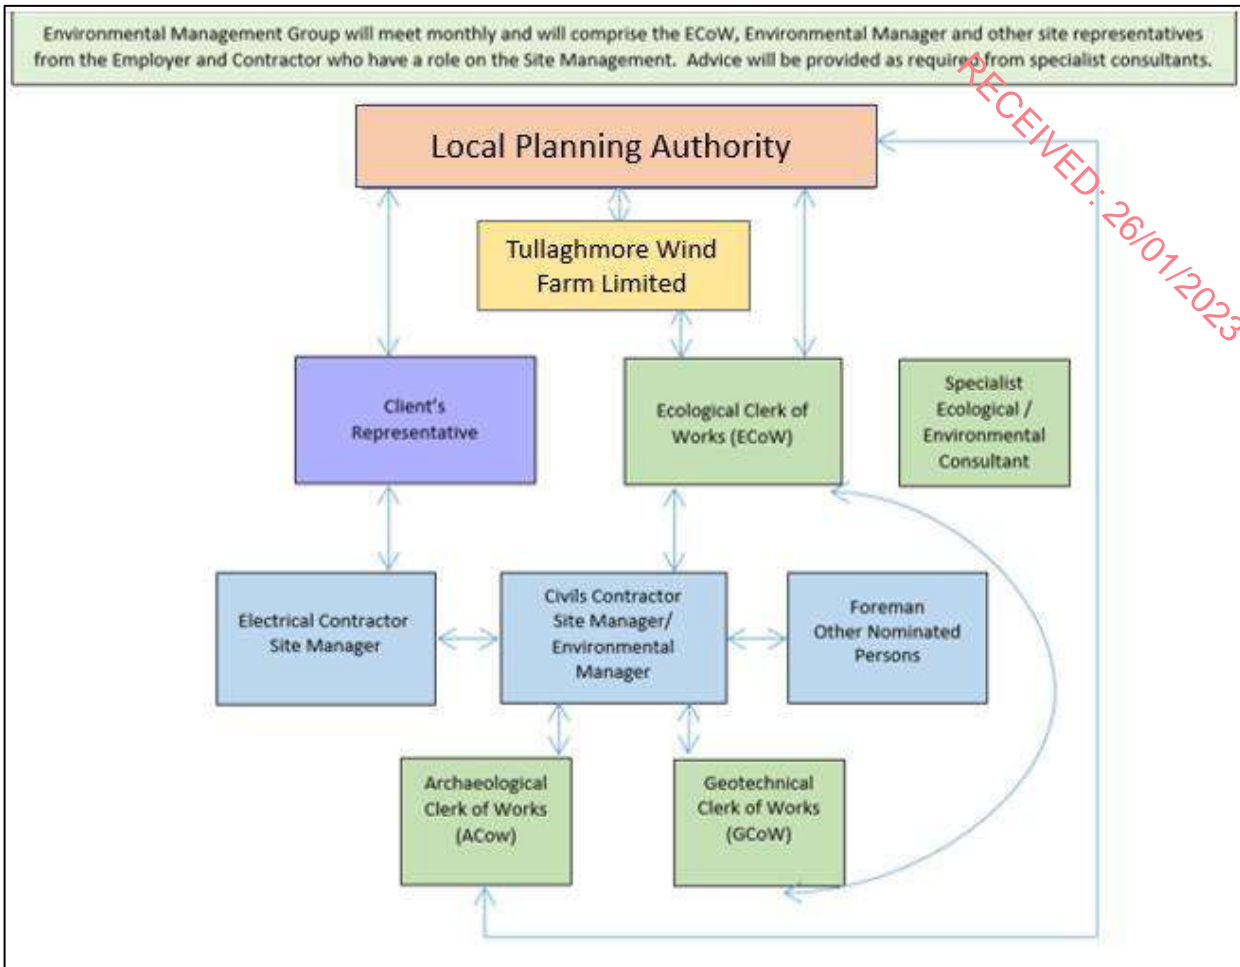 Environmental Management Group will meet monthly and will comprise the ECoW, Environmental Manager and other site representatives
from the Employer and Contractor who have a role on the Site Management. Advice will be provided as required from specialist consultants.
RECEIVED: 26/01/2023
Local Planning Authority
Tullaghmore Wind
Farm Limited
Client's
Representative
Ecological Clerk of
Works (ECoW)
Specialist
Ecological /
Environmental
Consultant
Electrical Contractor
Site Manager
Civils Contractor
Site Manager/
Environmental
Manager
Foreman
Other Nominated
Persons
Archaeological
Clerk of Works
(ACow)
Geotechnical
Clerk of Works
(GCoW)